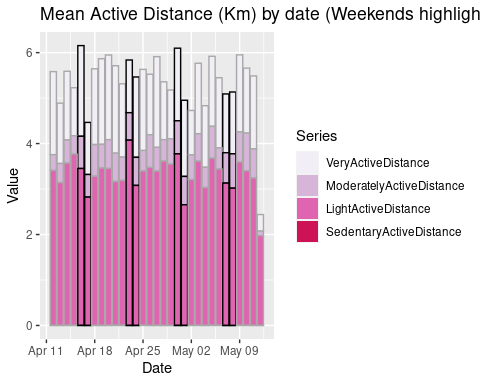 Mean Active Distance (Km) by date (Weekends highligh
Value
6
4
2
0
Apr 11 Apr 18 Apr 25 May 02 May 09
Date
Series
VeryActiveDistance
ModeratelyActiveDistance
LightActiveDistance
SedentaryActiveDistance